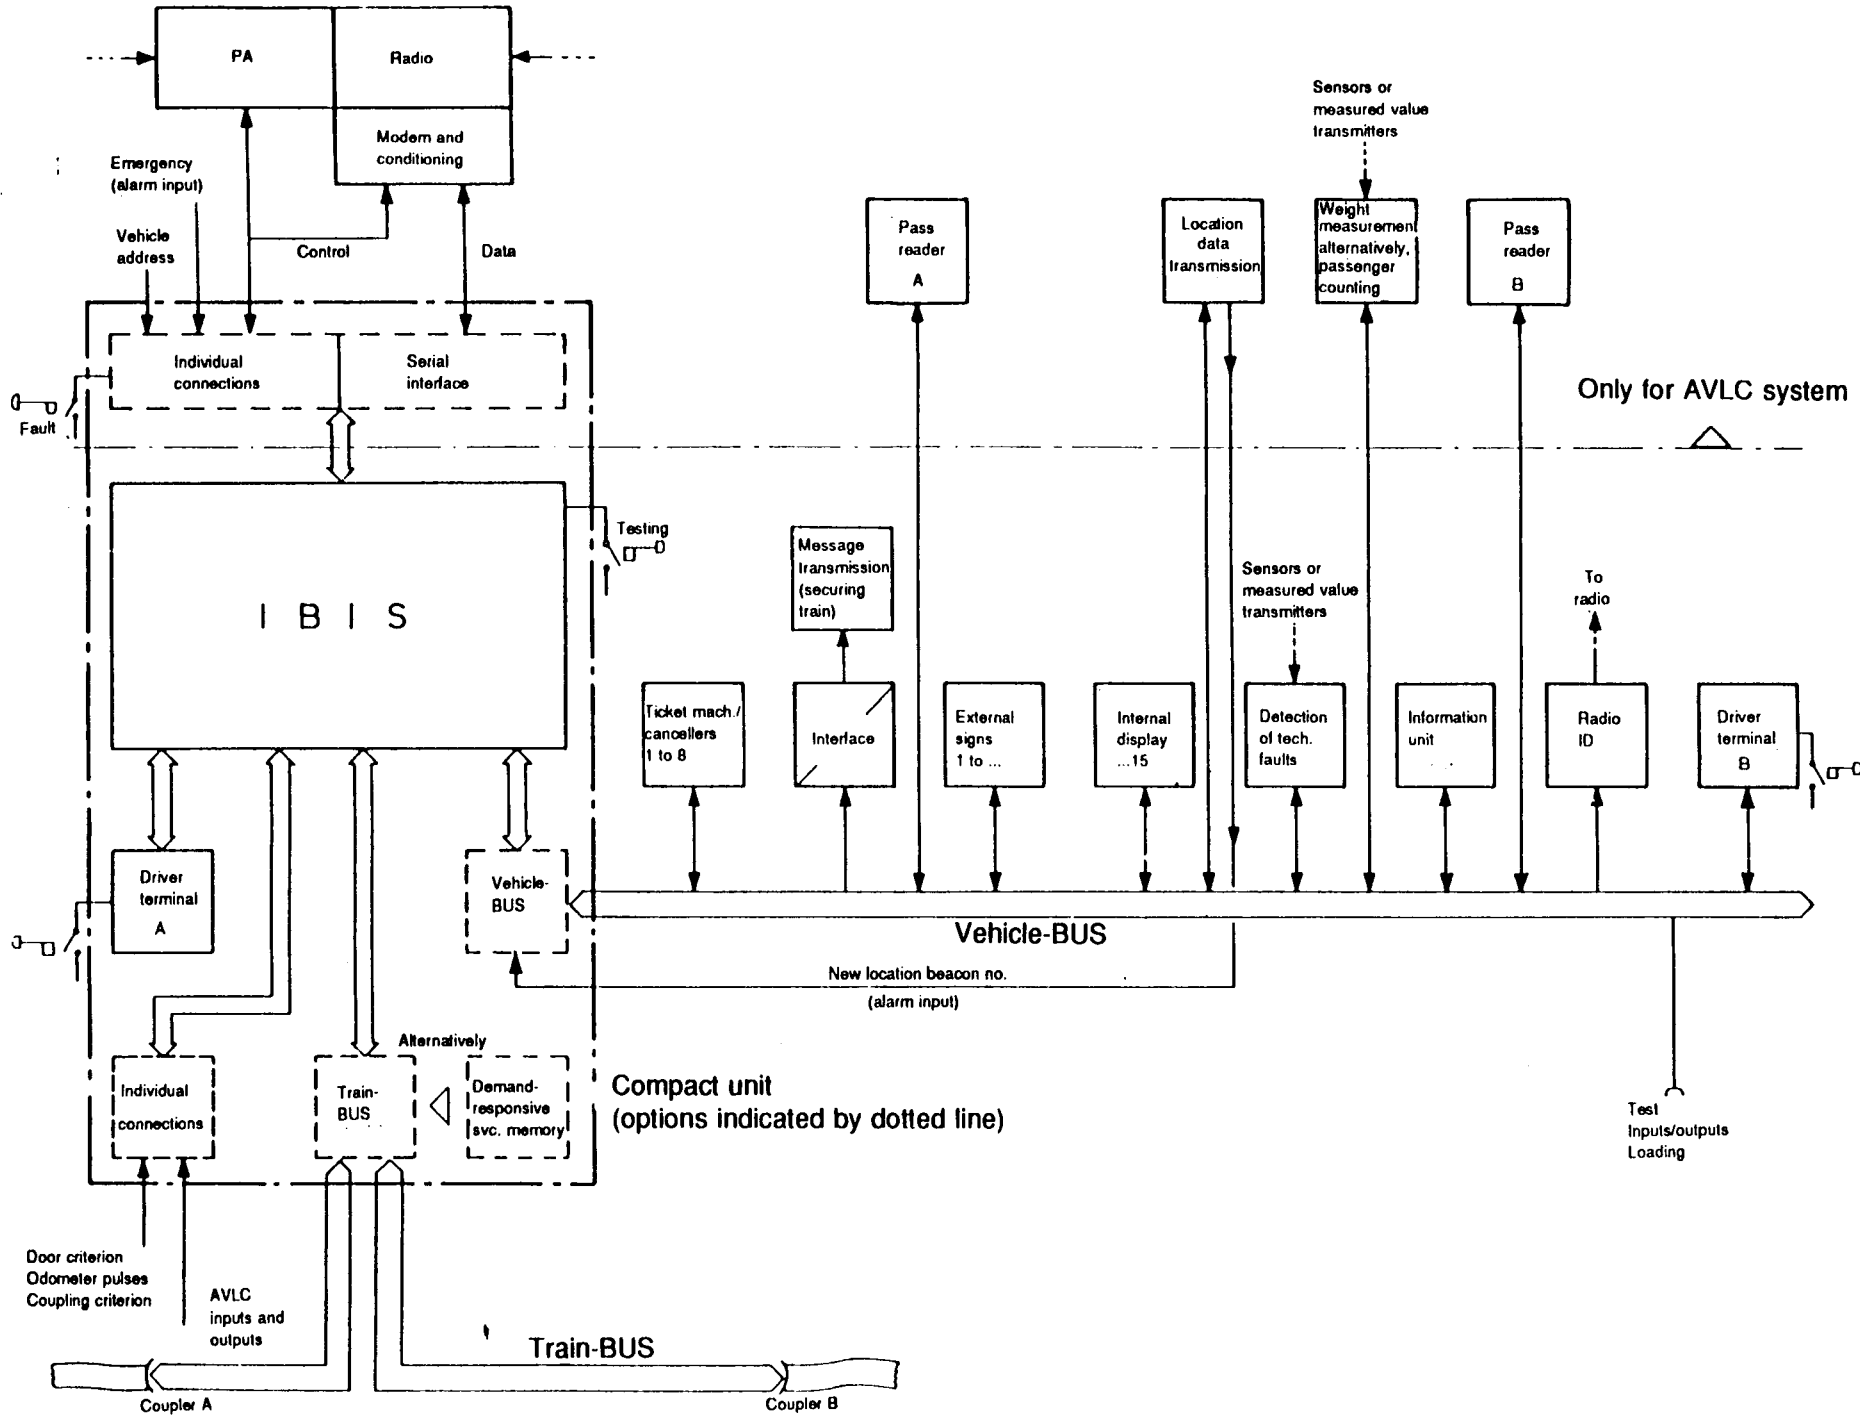 PA
Radio
Modem and
conditioning
Emergency
(alarm input)
Vehicle
address
Control
Data
Individual
connections
Serial
interface
Fault
Sensors or
measured value
transmitters
Pass
reader
A
Location
data
transmission
Weight
measurement
alternatively,
passenger
counting
Pass
reader
B
Only for AVLC system
IBIS
Testing
Message
transmission
(securing
train)
Sensors or
measured value
transmitters
To
radio
Ticket mach./
cancellers
1 to 8
Interface
External
signs
1 to ...
Internal
display
...15
Detection
of tech.
faults
Information
unit
Radio
ID
Driver
terminal
B
Driver
terminal
A
Vehicle-
BUS
Vehicle-BUS
New location beacon no.
(alarm input)
Alternatively
Individual
connections
Train-
BUS
Demand-
responsive
svc. memory
Compact unit
(options indicated by dotted line)
Test
Inputs/outputs
Loading
Door criterion
Odometer pulses
Coupling criterion
AVLC
inputs and
outputs
Train-BUS
Coupler A
Coupler B